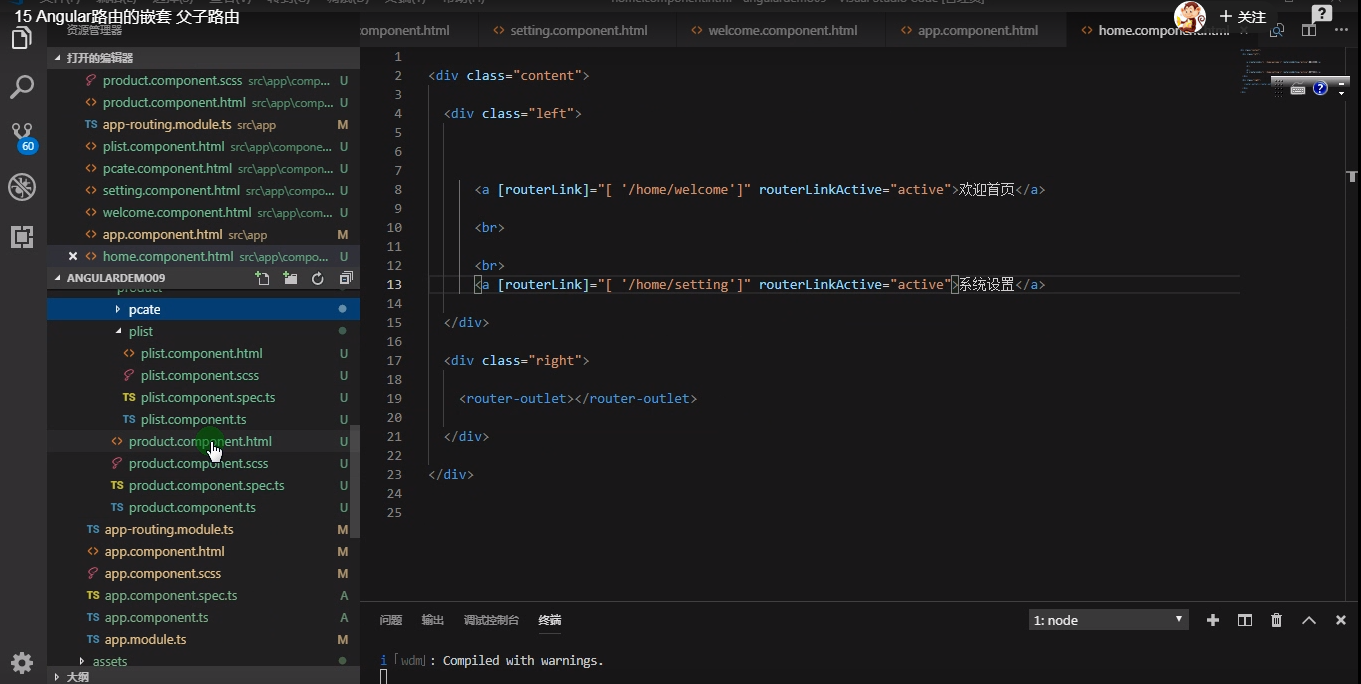 15 Angular路由的嵌套 父子路由
关注
资源管理器
omponent.html
setting.component.html
welcome.component.html
app.component.html
打开的编辑器
product.component.scss src\app\comp... U
product.component.html src\app\comp... U
TS app-routing.module.ts src\app M
plist.component.html src\app\compone... U
pcate.component.html src\app\compon... U
setting.component.html src\app\compo... U
welcome.component.html src\app\com... U
app.component.html src\app M
home.component.html src\app\compo... U
60
ANGULARDEMO09
product
pcate
plist
plist.component.html U
plist.component.scss U
TS plist.component.spec.ts U
TS plist.component.ts U
product.component.html U
product.component.scss U
TS product.component.spec.ts U
TS product.component.ts U
TS app-routing.module.ts M
app.component.html M
app.component.scss M
TS app.component.spec.ts A
TS app.component.ts A
TS app.module.ts M
assets
大纲
1
2 <div class="content">
3
4 <div class="left">
5
6
7
8 <a [routerLink]="[ '/home/welcome']" routerLinkActive="active">欢迎首页</a>
9
10 <br>
11
12 <br>
13 <a [routerLink]="[ '/home/setting']" routerLinkActive="active">系统设置</a>
14
15 </div>
16
17 <div class="right">
18
19 <router-outlet></router-outlet>
20
21 </div>
22
23 </div>
24
25
问题 输出 调试控制台 终端
1: node
i ｢wdm｣: Compiled with warnings.